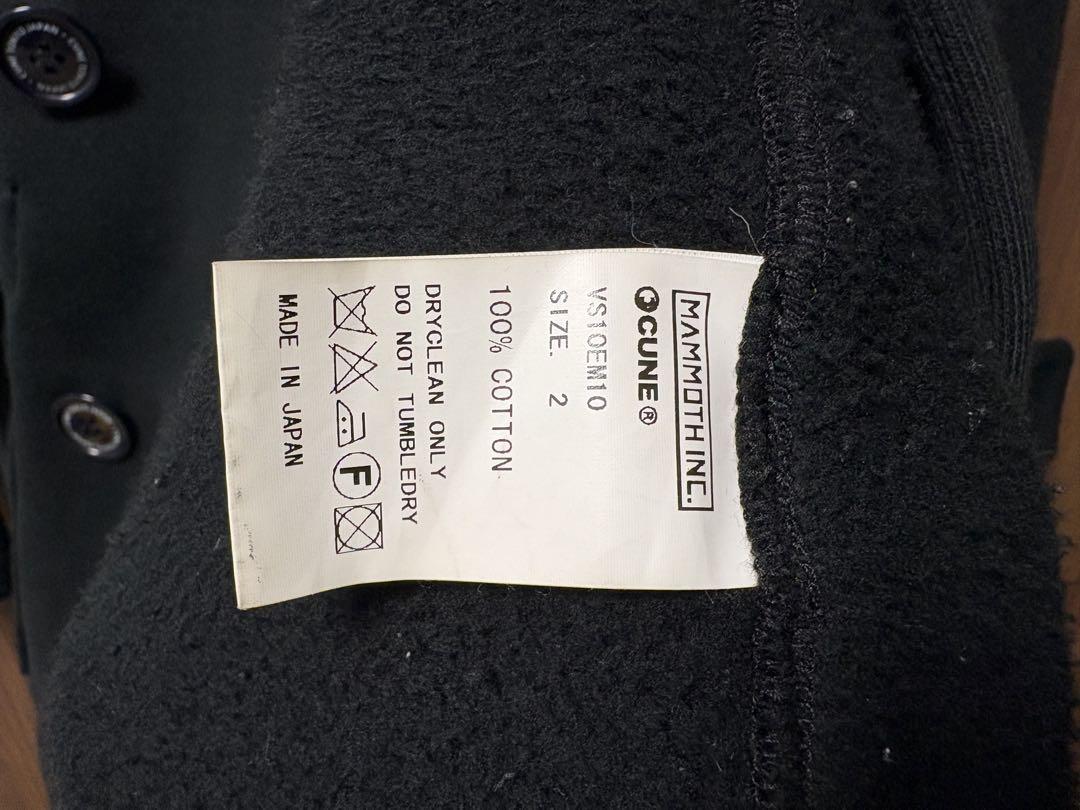 MAMMOTH INC.
CUNE®
VS10EM10
SIZE. 2
100% COTTON
DRYCLEAN ONLY
DO NOT TUMBLEDRY
F
MADE IN JAPAN